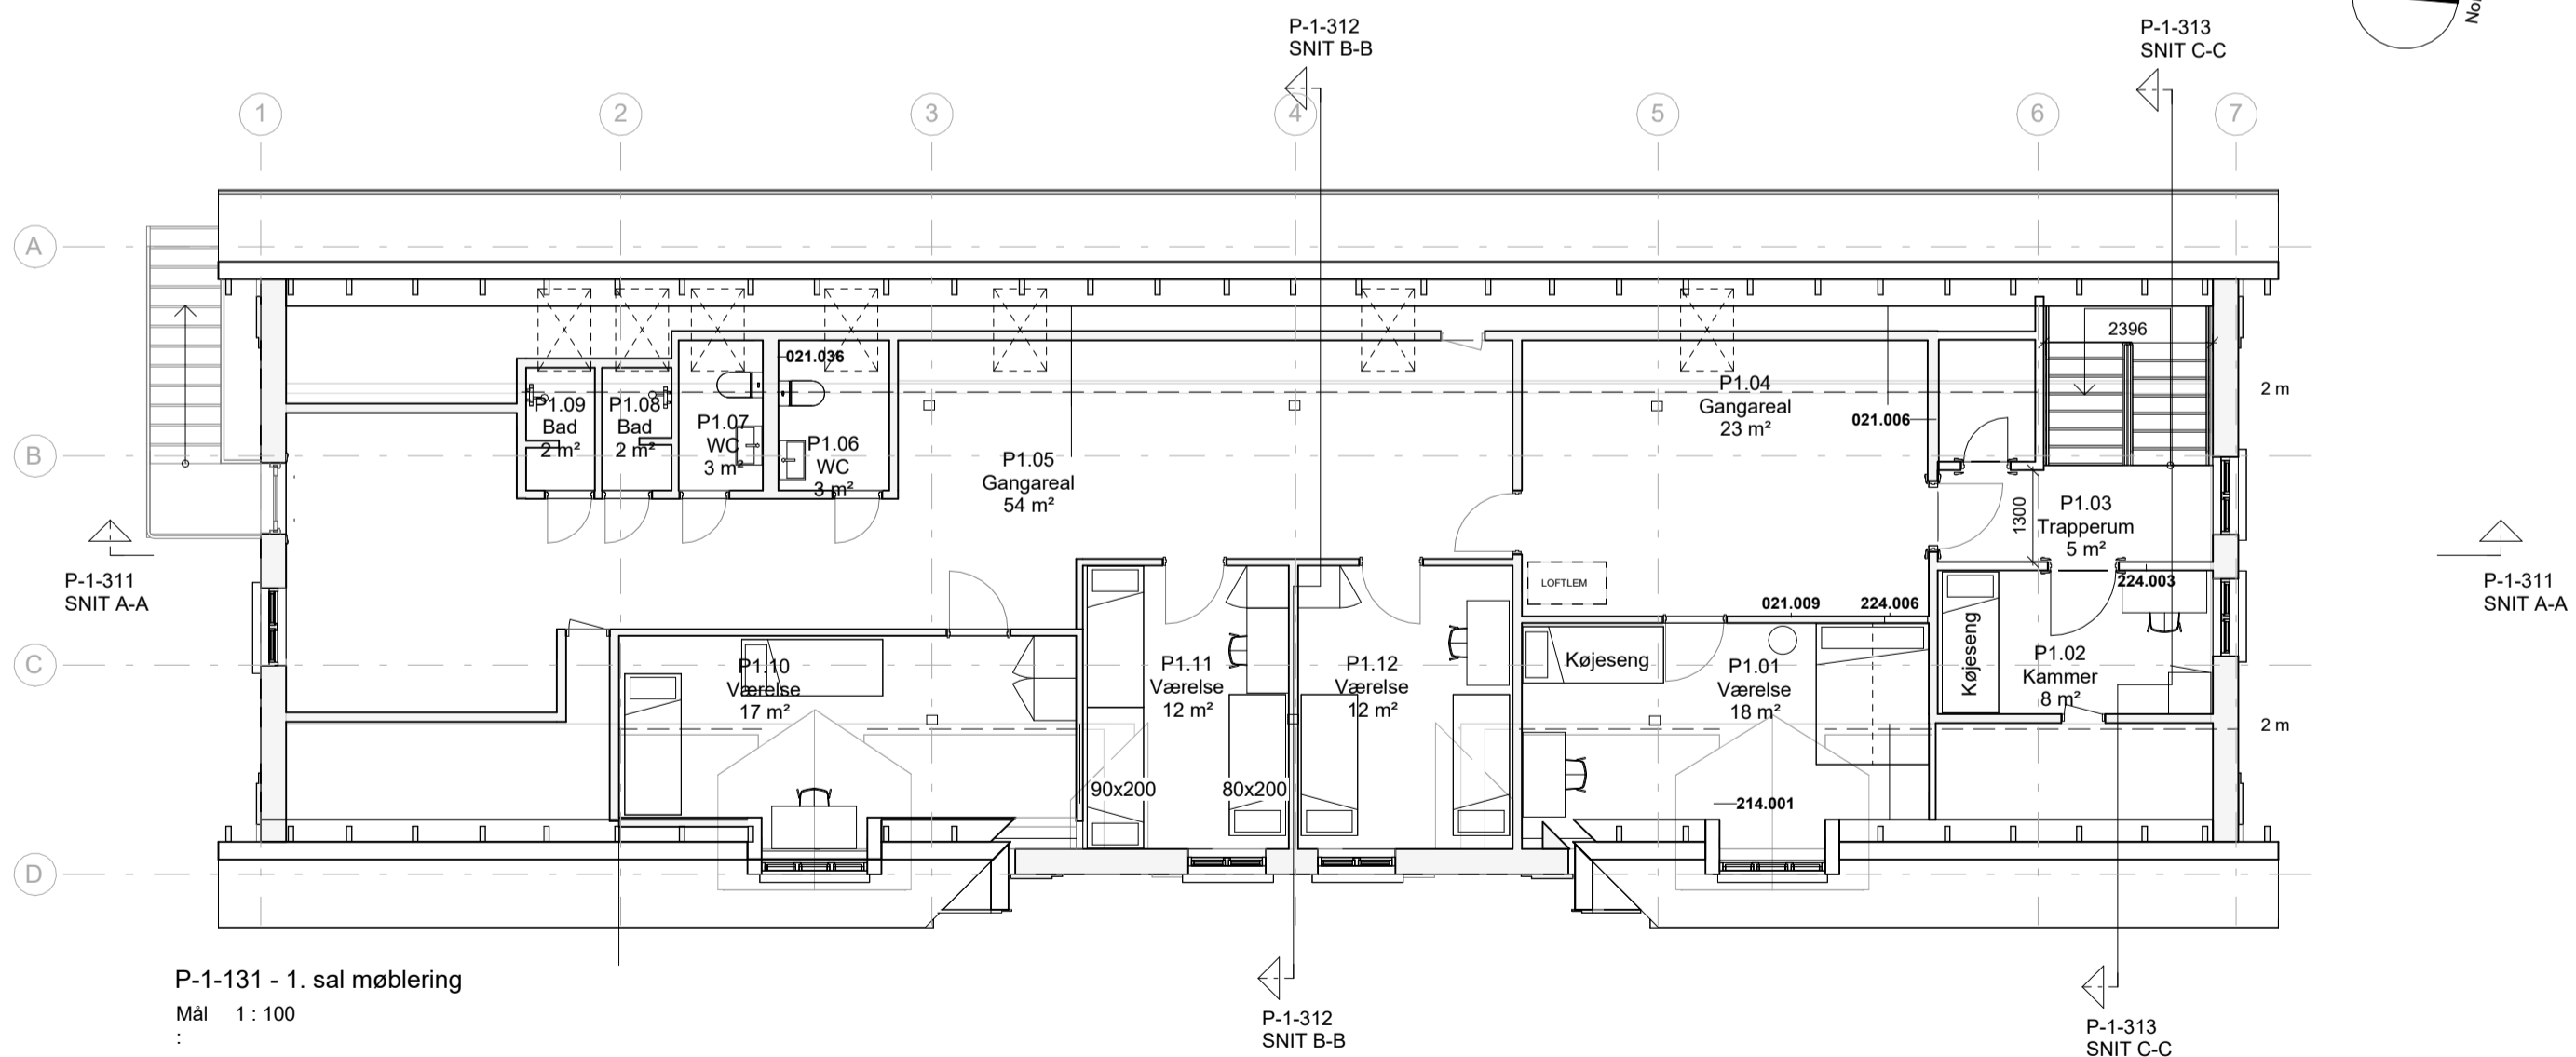 P-1-312
SNIT B-B
P-1-313
SNIT C-C
1
2
3
4
5
6
7
A
B
C
D
2396
021.036
P1.09
Bad
2 m²
P1.08
Bad
2 m²
P1.07
WC
3 m²
P1.06
WC
3 m²
P1.05
Gangareal
54 m²
P1.04
Gangareal
23 m²
021.006
2 m
1300
P1.03
Trapperum
5 m²
P-1-311
SNIT A-A
LOFTLEM
021.009
224.006
224.003
P-1-311
SNIT A-A
P1.10
Værelse
17 m²
P1.11
Værelse
12 m²
P1.12
Værelse
12 m²
Køjeseng
P1.01
Værelse
18 m²
Køjeseng
P1.02
Kammer
8 m²
2 m
90x200
80x200
214.001
P-1-131 - 1. sal møblering
Mål 1 : 100
:
P-1-312
SNIT B-B
P-1-313
SNIT C-C